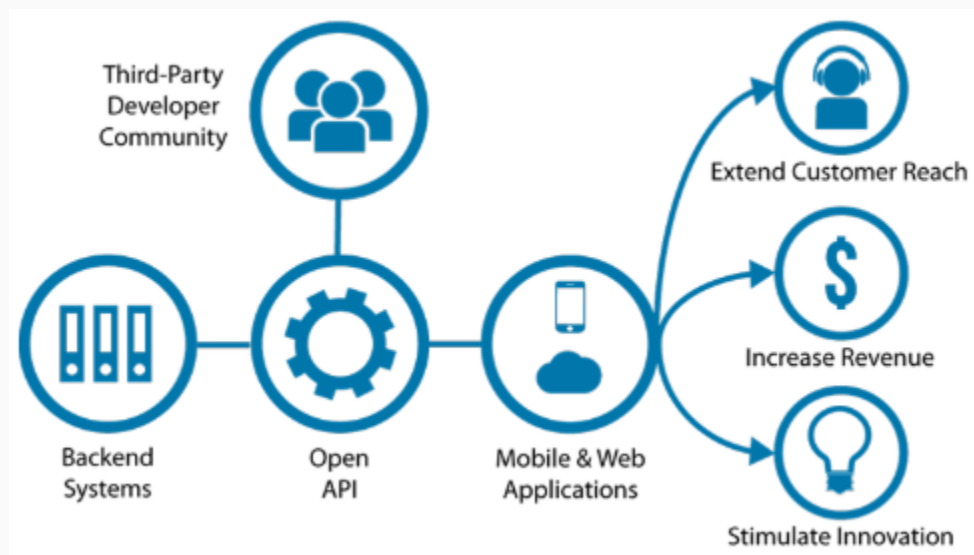 Third-Party
Developer
Community
Extend Customer Reach
$
Increase Revenue
Backend
Systems
Open
API
Mobile & Web
Applications
Stimulate Innovation